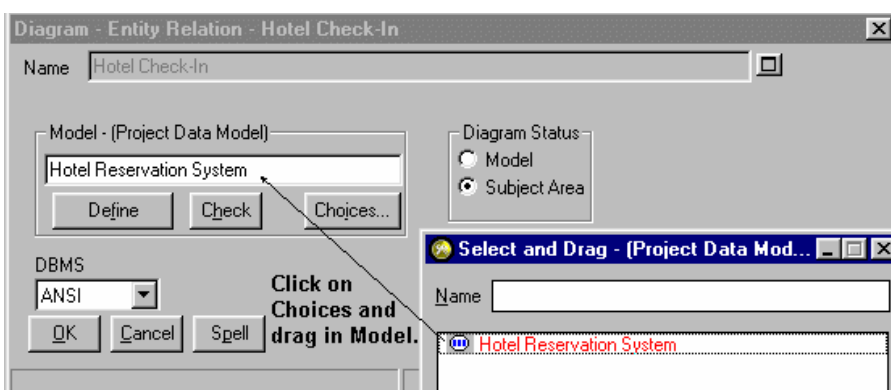 Diagram - Entity Relation - Hotel Check-In
Name Hotel Check-In
Model - (Project Data Model)
Hotel Reservation System
Define Check Choices...
Diagram Status
Model
Subject Area
DBMS
ANSI
OK Cancel Spell
Click on
Choices and
drag in Model.
Select and Drag - (Project Data Mod...
Name
Hotel Reservation System